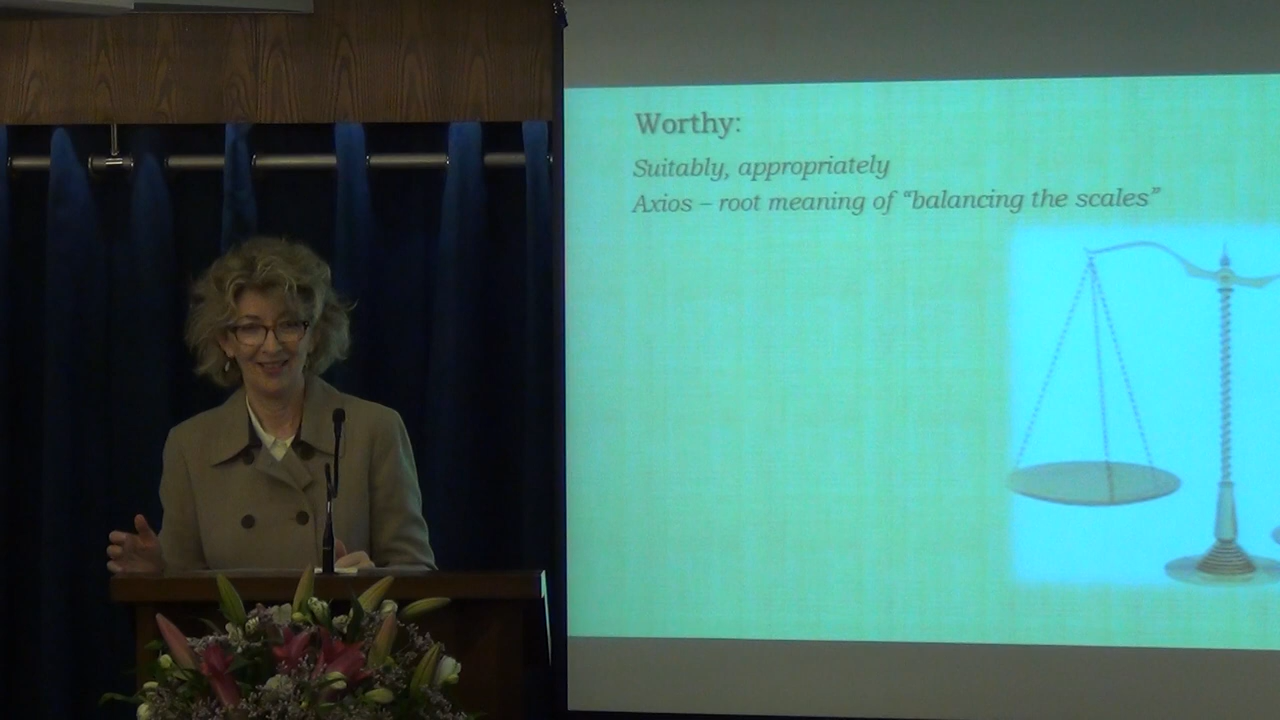 Worthy:
Suitably, appropriately
Axios – root meaning of “balancing the scales”